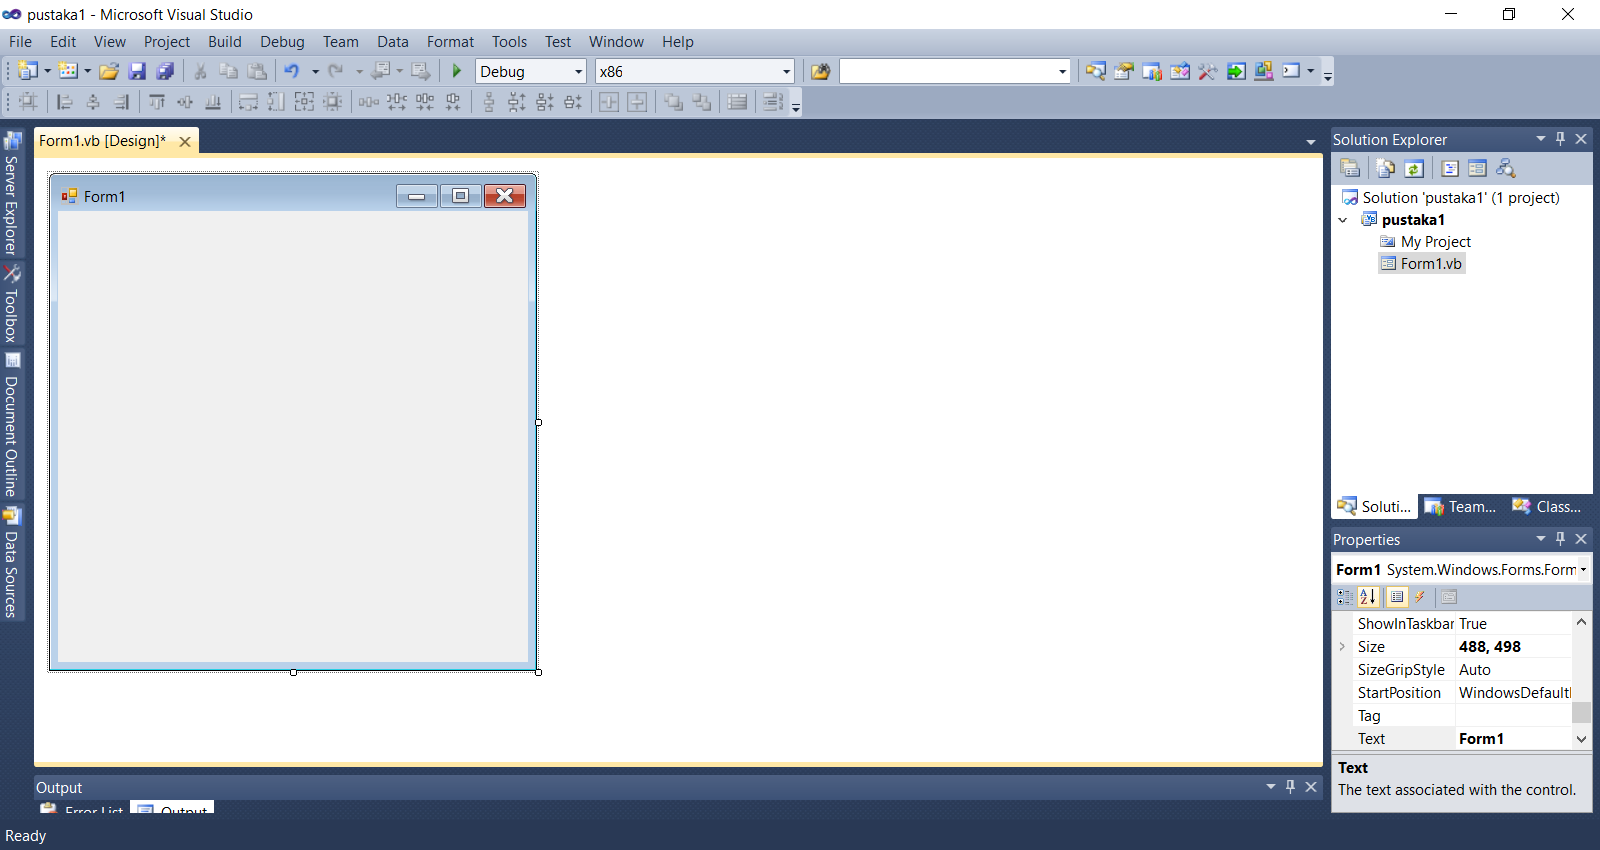 pustaka1 - Microsoft Visual Studio
File Edit View Project Build Debug Team Data Format Tools Test Window Help
Debug x86
Form1.vb [Design]*
Server Explorer
Toolbox
Document Outline
Data Sources
Form1
Solution Explorer
Solution 'pustaka1' (1 project)
pustaka1
My Project
Form1.vb
Soluti... Team... Class...
Properties
Form1 System.Windows.Forms.Form
ShowInTaskbar True
Size 488, 498
SizeGripStyle Auto
StartPosition WindowsDefaultl
Tag
Text Form1
Text
The text associated with the control.
Output
Error List Output
Ready